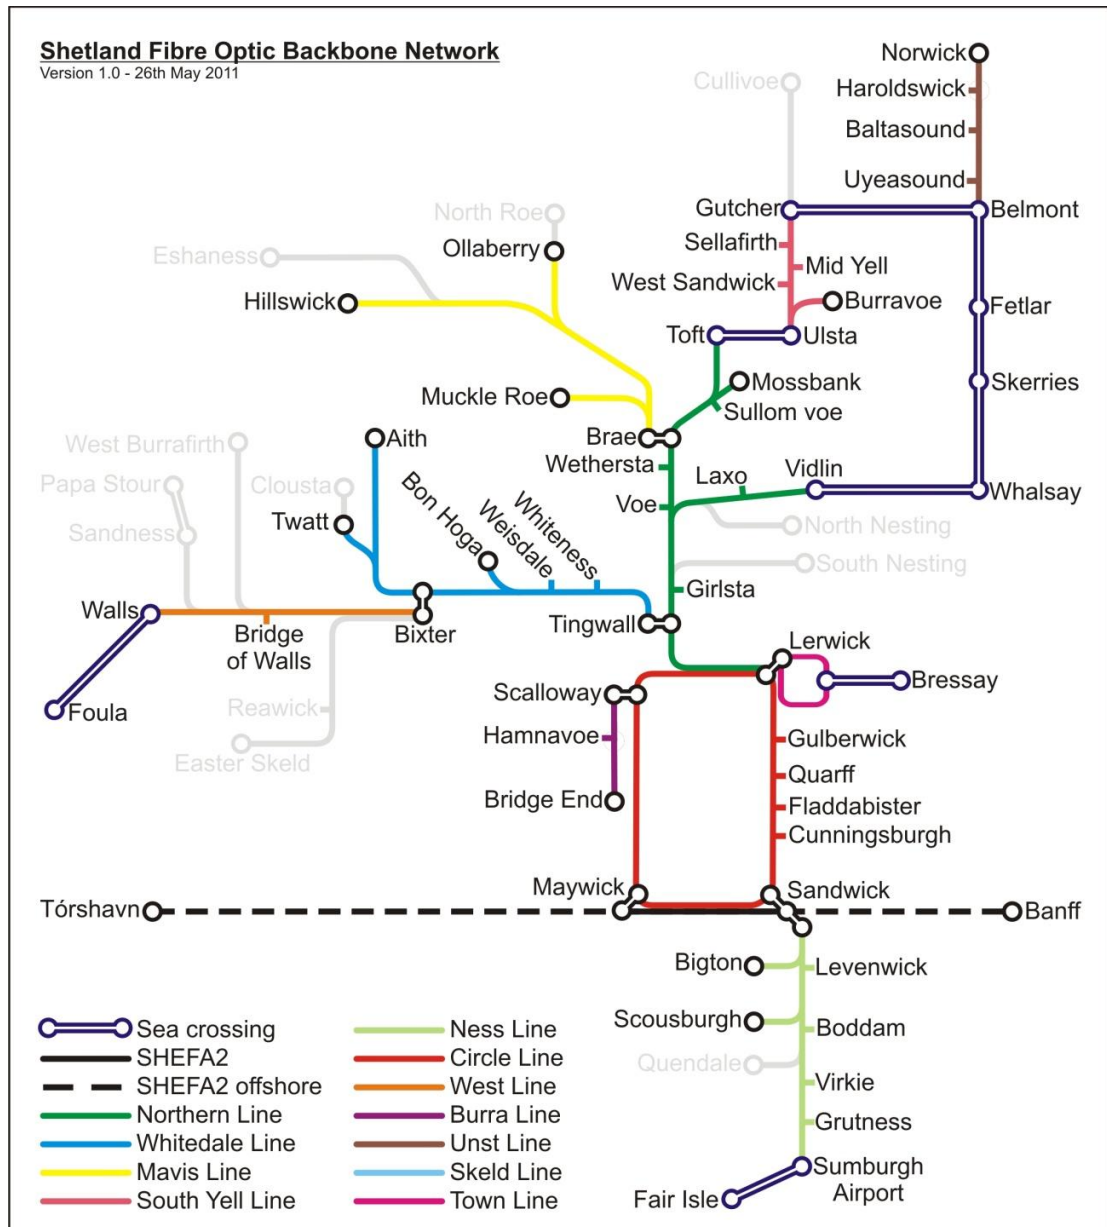 Shetland Fibre Optic Backbone Network
Version 1.0 - 26th May 2011
Norwick
Cullivoe
Haroldswick
Baltasound
Uyeasound
North Roe
Gutcher
Belmont
Ollaberry
Sellafirth
Eshaness
Mid Yell
West Sandwick
Hillswick
Burravoe
Fetlar
Toft
Ulsta
Mossbank
Skerries
Muckle Roe
Sullom voe
West Burrafirth
Aith
Brae
Wethersta
Laxo
Vidlin
Papa Stour
Clousta
Bon Hoga
Weisdale
Whiteness
Voe
Whalsay
Twatt
North Nesting
Sandness
South Nesting
Girlsta
Walls
Bridge
of Walls
Bixter
Tingwall
Lerwick
Scalloway
Bressay
Foula
Reawick
Hamnavoe
Gulberwick
Easter Skeld
Quarff
Bridge End
Fladdabister
Cunningsburgh
Maywick
Sandwick
Tórshavn
Banff
Bigton
Levenwick
Scousburgh
Boddam
Quendale
Virkie
Grutness
Sumburgh
Airport
Fair Isle
Sea crossing
SHEFA2
SHEFA2 offshore
Northern Line
Whitedale Line
Mavis Line
South Yell Line
Ness Line
Circle Line
West Line
Burra Line
Unst Line
Skeld Line
Town Line